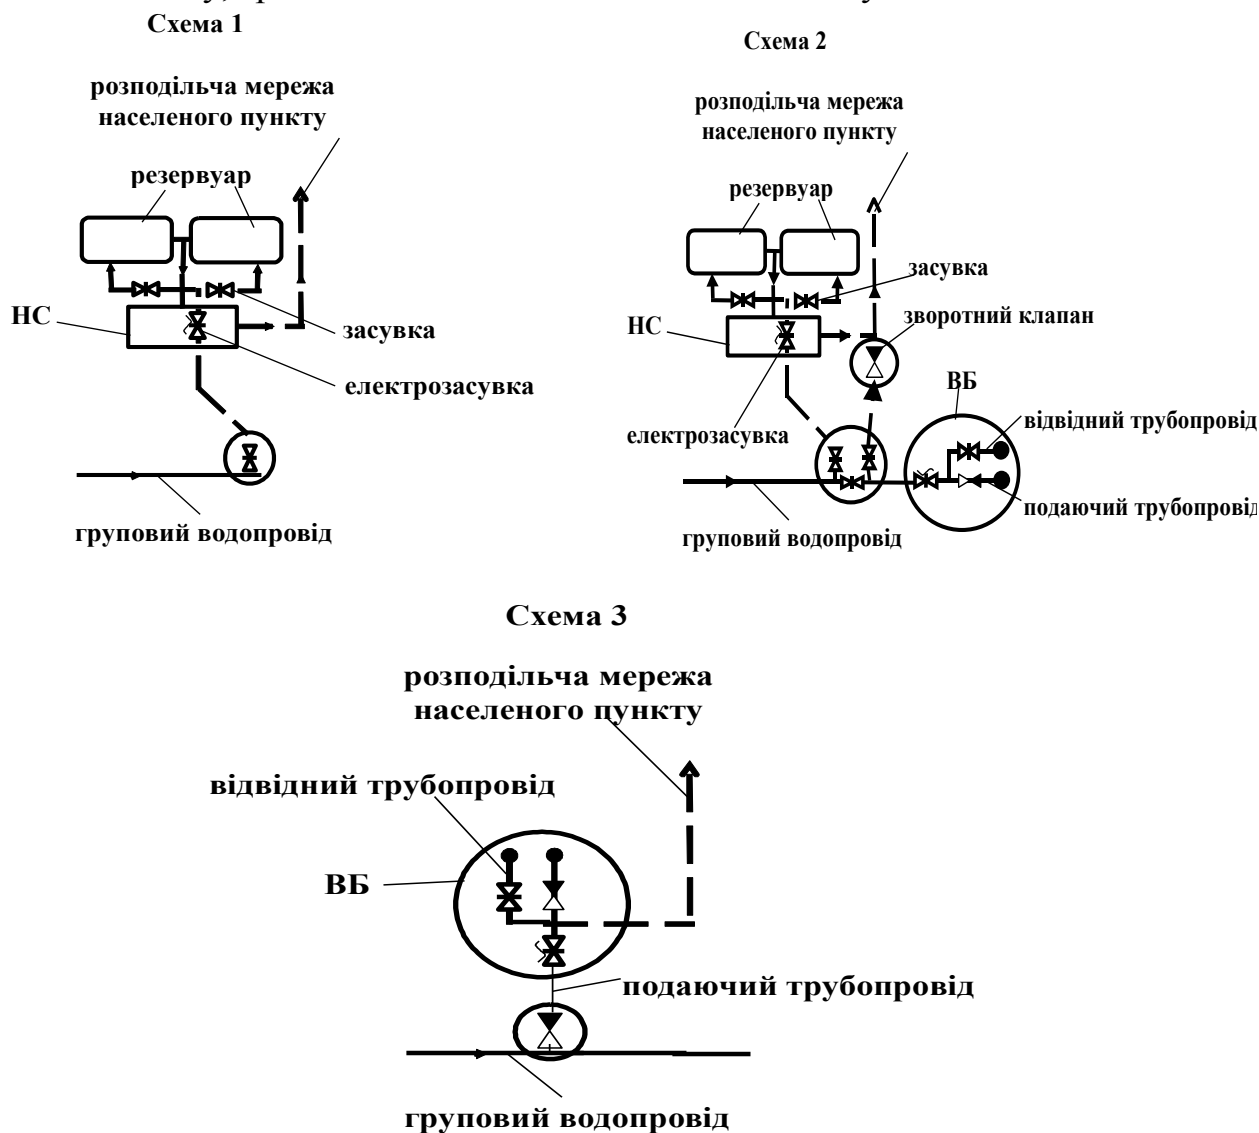 Схема 1
розподільча мережа
населеного пункту
резервуар
НС
засувка
електрозасувка
груповий водопровід
Схема 2
розподільча мережа
населеного пункту
резервуар
засувка
НС
зворотний клапан
ВБ
відвідний трубопровід
електрозасувка
подаючий трубопровід
груповий водопровід
Схема 3
розподільча мережа
населеного пункту
відвідний трубопровід
ВБ
подаючий трубопровід
груповий водопровід